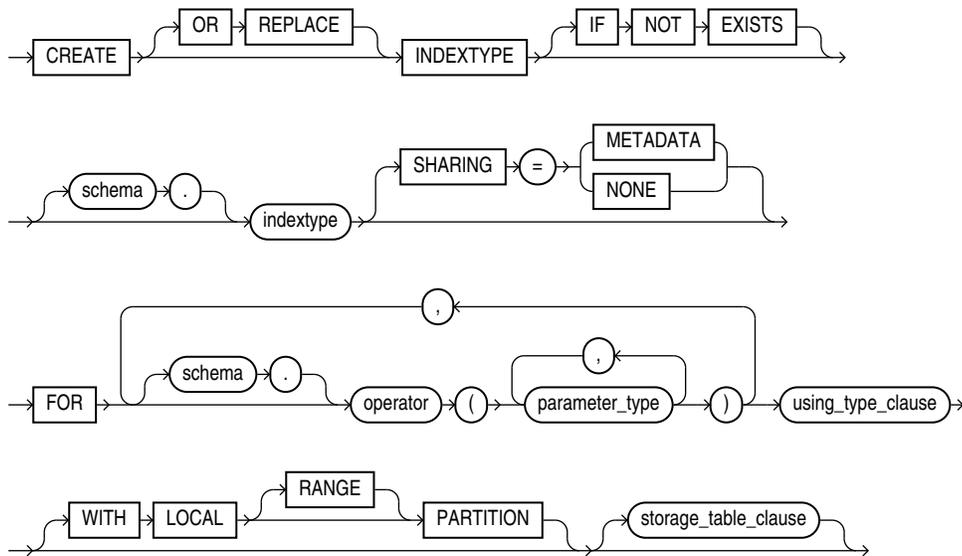 OR REPLACE IF NOT EXISTS
CREATE INDEXTYPE
SHARING = METADATA
NONE
schema .
indextype
,
,
schema .
FOR operator ( parameter_type ) using_type_clause
RANGE
WITH LOCAL PARTITION storage_table_clause